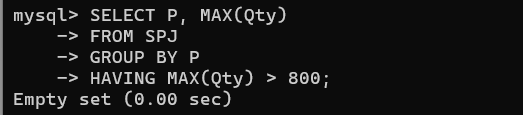 mysql> SELECT P, MAX(Qty)
    -> FROM SPJ
    -> GROUP BY P
    -> HAVING MAX(Qty) > 800;
Empty set (0.00 sec)